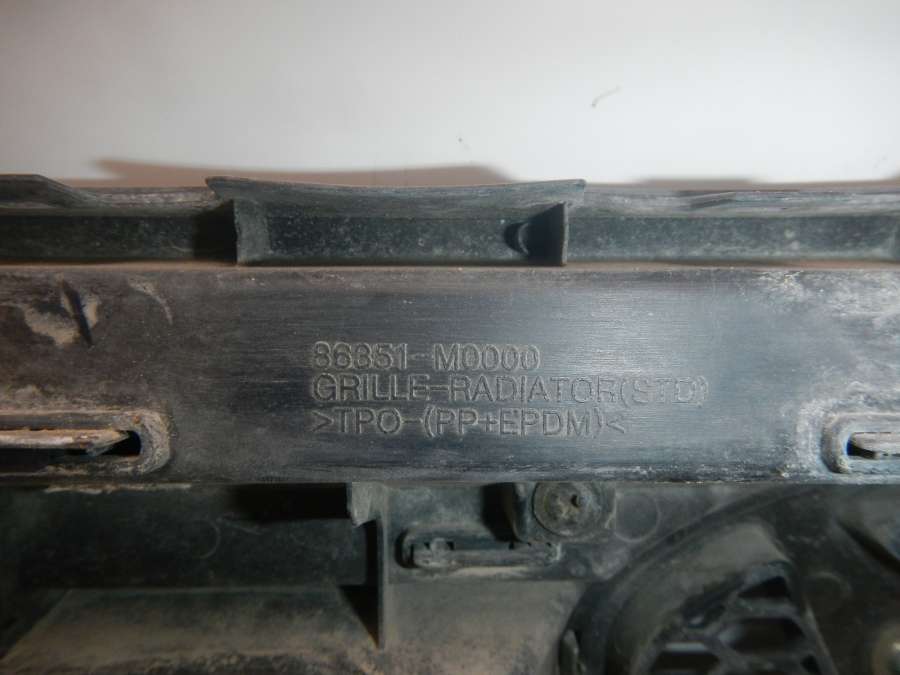 86351-M0000
GRILLE-RADIATOR(STD)
>TPO-(PP+EPDM)<